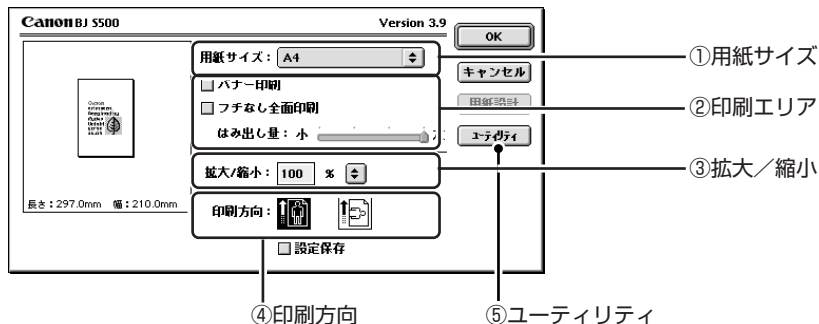 Canon BJ S500 Version 3.9
用紙サイズ： A4
バナー印刷
フチなし全面印刷
はみ出し量： 小
拡大/縮小： 100 %
印刷方向：
設定保存
長さ：297.0mm 幅：210.0mm
OK
キャンセル
用紙設計
ユーティリティ
①用紙サイズ
②印刷エリア
③拡大／縮小
④印刷方向
⑤ユーティリティ